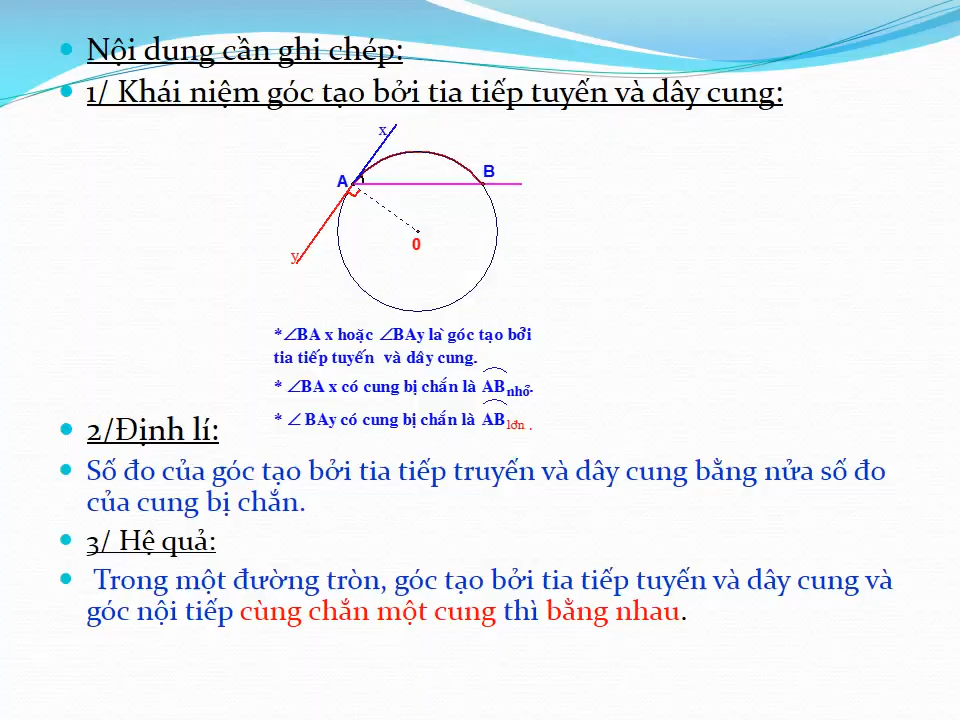 Nội dung cần ghi chép:
1/ Khái niệm góc tạo bởi tia tiếp tuyến và dây cung:
x
A
B
0
y
*∠BA x hoặc ∠BAy là góc tạo bởi
tia tiếp tuyến và dây cung.
* ∠BA x có cung bị chắn là AB nhỏ.
* ∠ BAy có cung bị chắn là AB lớn .
2/Định lí:
Số đo của góc tạo bởi tia tiếp truyến và dây cung bằng nửa số đo
của cung bị chắn.
3/ Hệ quả:
Trong một đường tròn, góc tạo bởi tia tiếp tuyến và dây cung và
góc nội tiếp cùng chắn một cung thì bằng nhau.